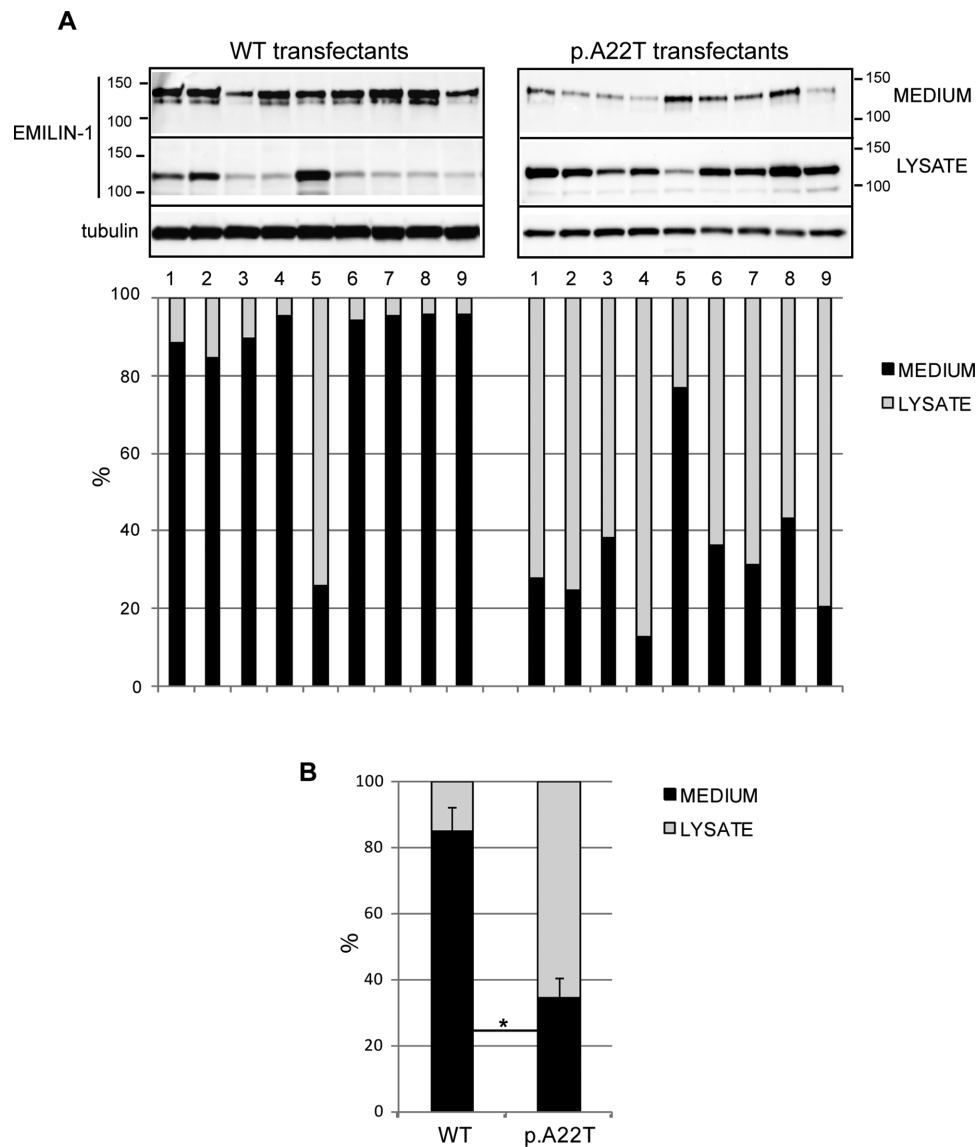 A
WT transfectants
p.A22T transfectants
EMILIN-1
150
100
150
100
tubulin
150
100
150
100
MEDIUM
LYSATE
1 2 3 4 5 6 7 8 9
1 2 3 4 5 6 7 8 9
100
80
60
40
20
0
%
MEDIUM
LYSATE
B
100
80
60
40
20
0
%
*
WT
p.A22T
MEDIUM
LYSATE